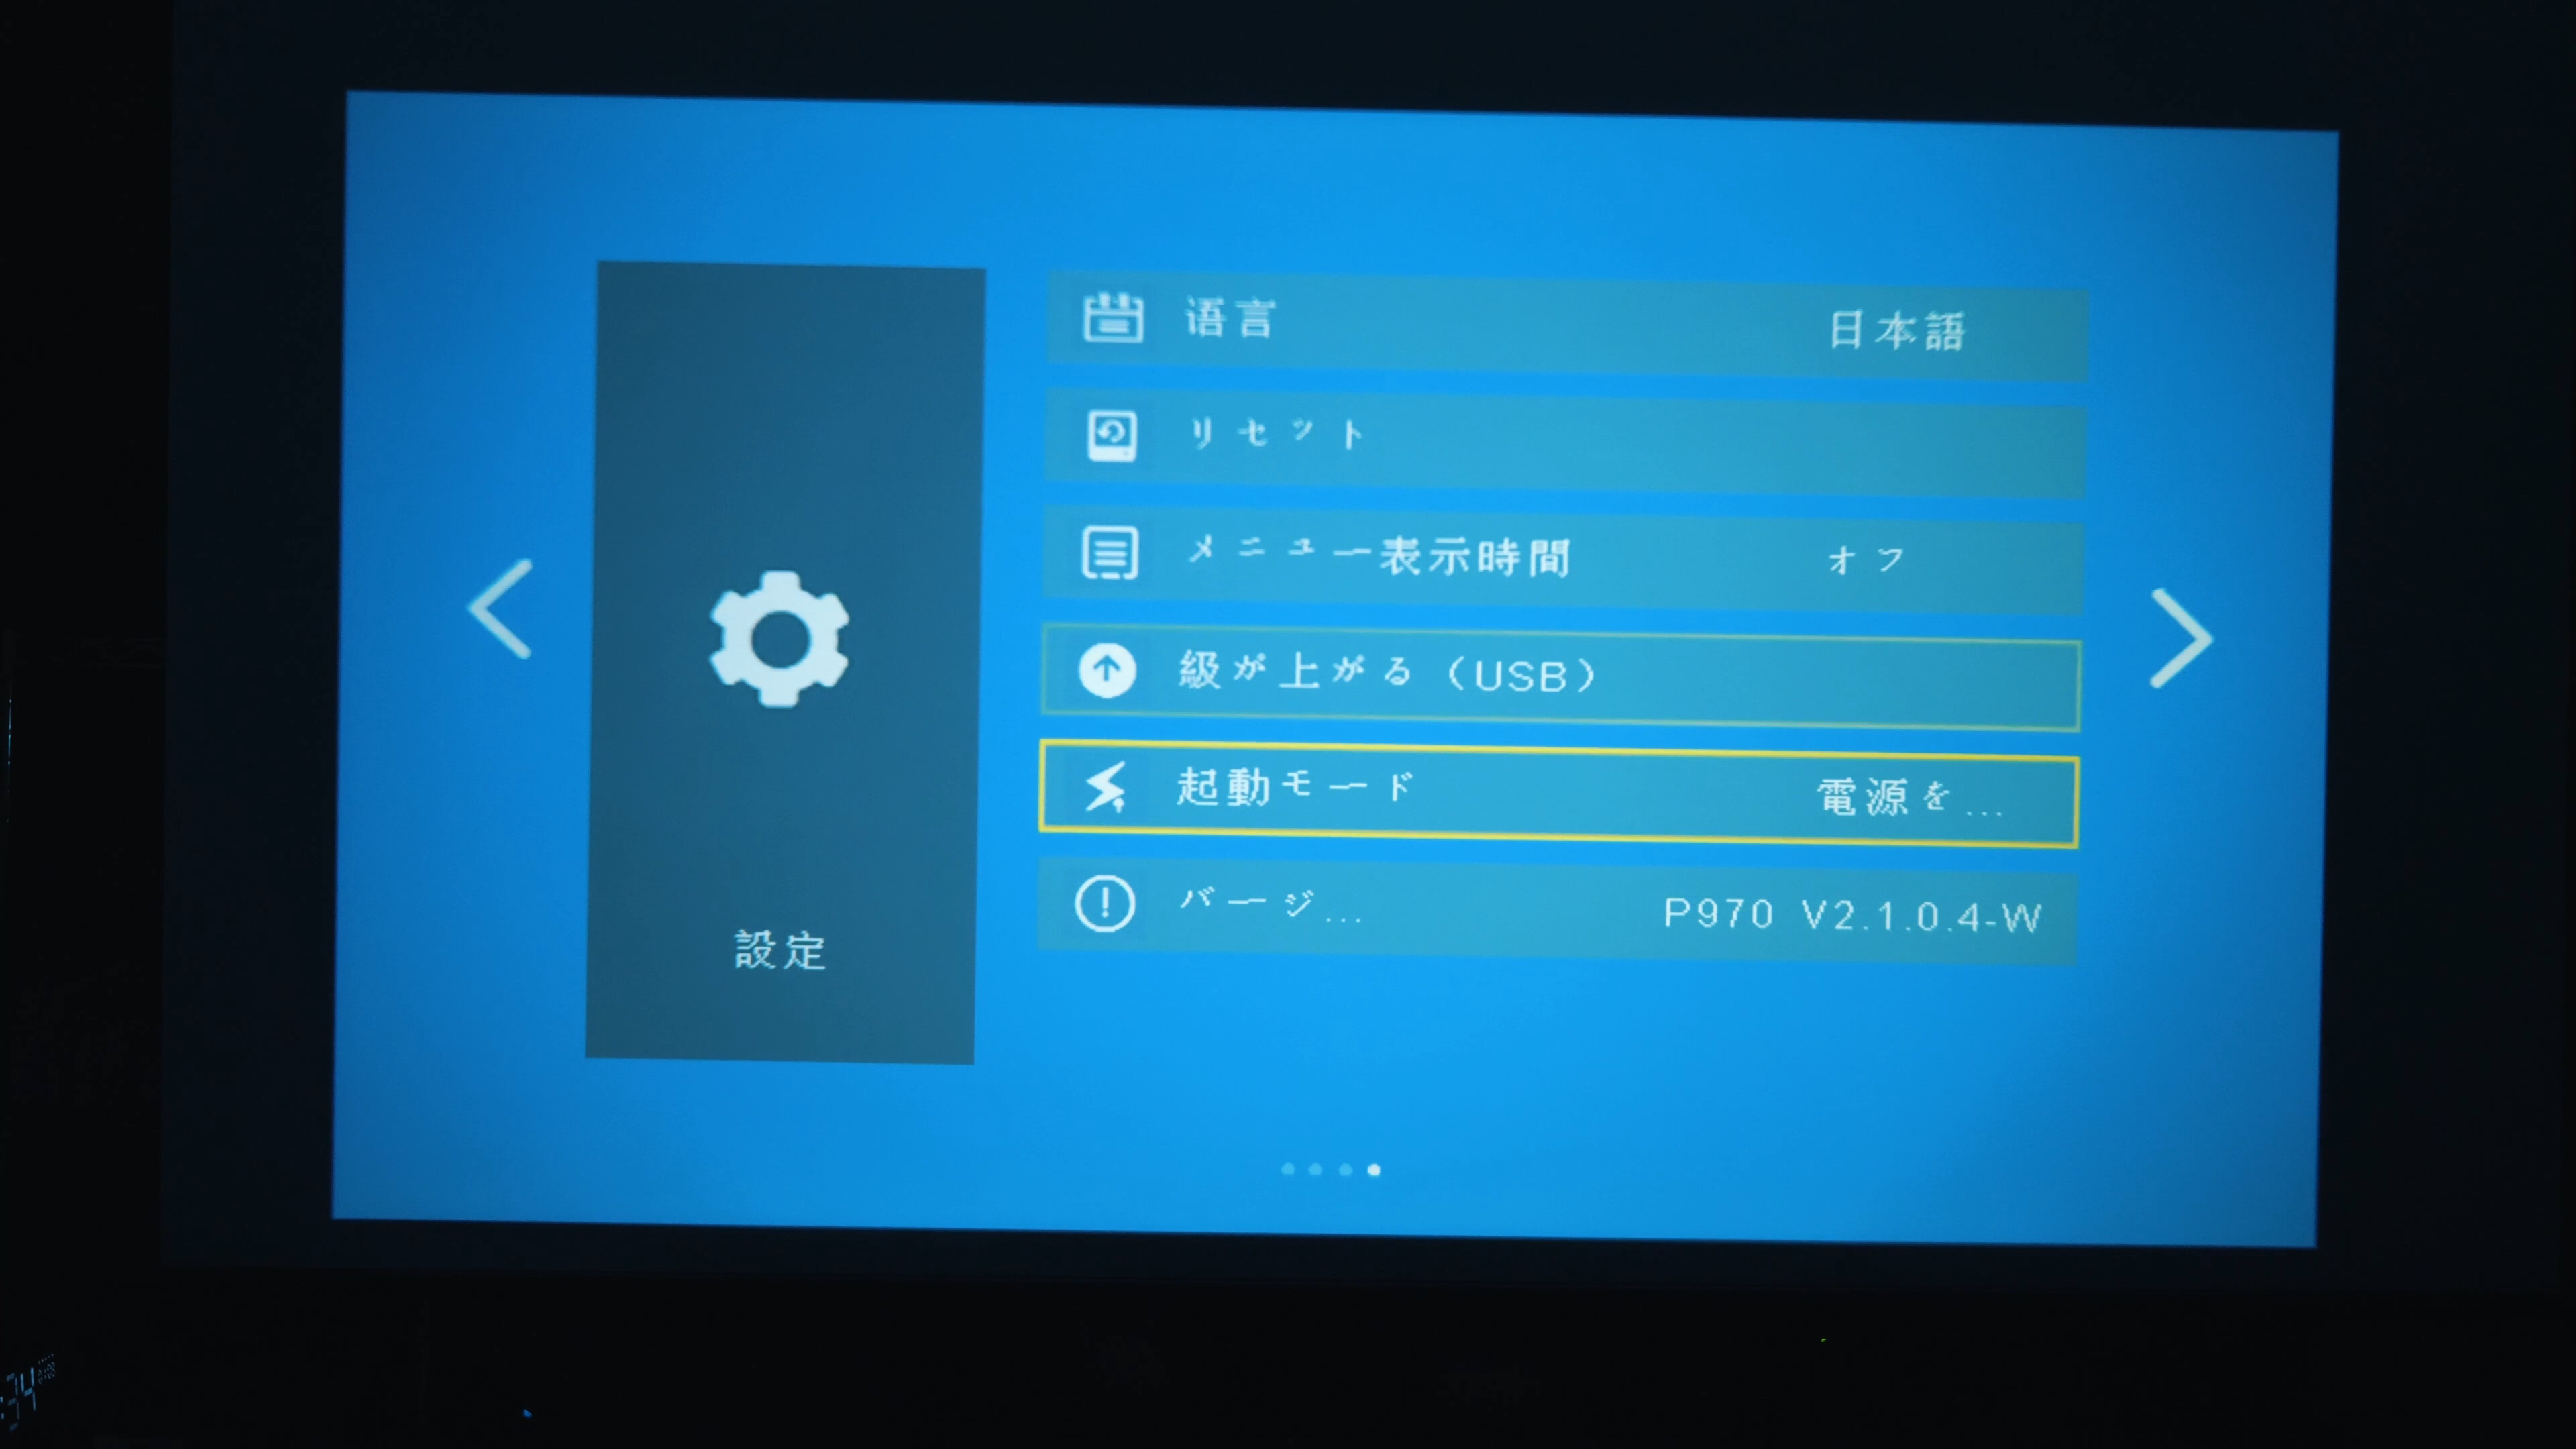 语言 日本語
リセット
メニュー表示時間 オフ
級が上がる（USB）
起動モード 電源を...
バージ... P970 V2.1.0.4-W
設定